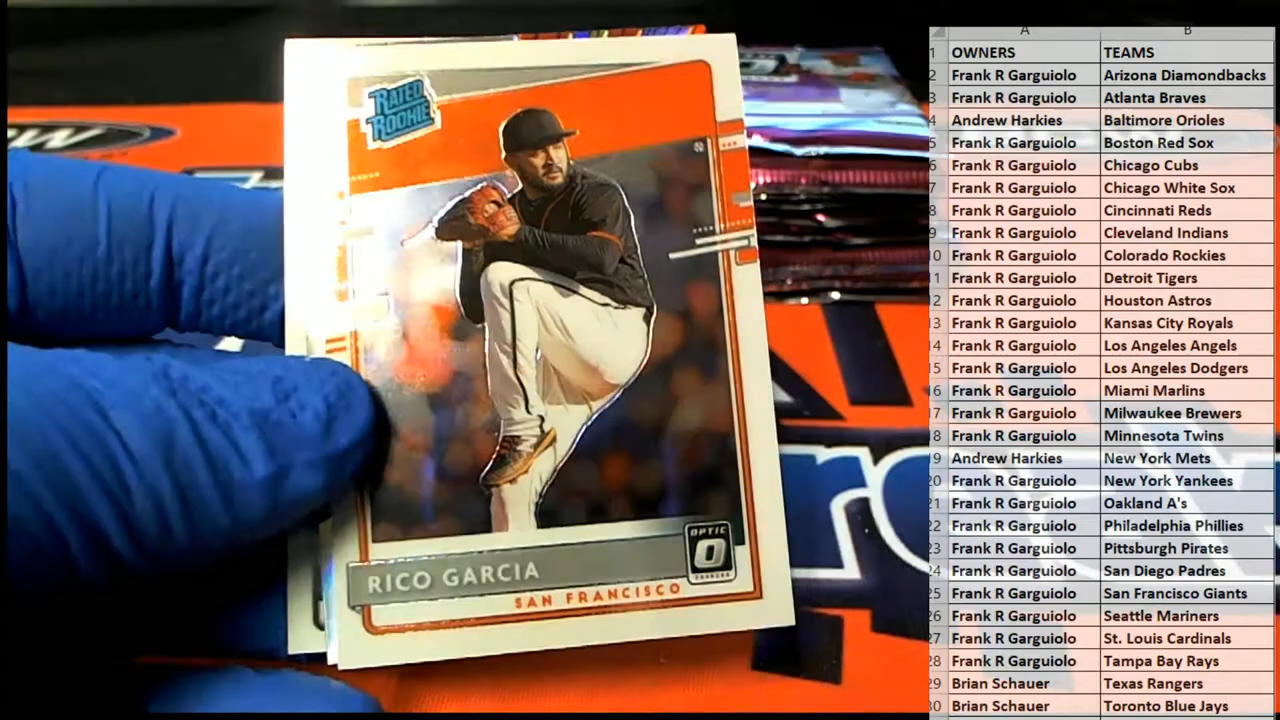 RATED
ROOKIE
OPTIC
RICO GARCIA
SAN FRANCISCO
A B
1 OWNERS TEAMS
2 Frank R Garguiolo Arizona Diamondbacks
3 Frank R Garguiolo Atlanta Braves
4 Andrew Harkies Baltimore Orioles
5 Frank R Garguiolo Boston Red Sox
6 Frank R Garguiolo Chicago Cubs
7 Frank R Garguiolo Chicago White Sox
8 Frank R Garguiolo Cincinnati Reds
9 Frank R Garguiolo Cleveland Indians
10 Frank R Garguiolo Colorado Rockies
11 Frank R Garguiolo Detroit Tigers
12 Frank R Garguiolo Houston Astros
13 Frank R Garguiolo Kansas City Royals
14 Frank R Garguiolo Los Angeles Angels
15 Frank R Garguiolo Los Angeles Dodgers
16 Frank R Garguiolo Miami Marlins
17 Frank R Garguiolo Milwaukee Brewers
18 Frank R Garguiolo Minnesota Twins
19 Andrew Harkies New York Mets
20 Frank R Garguiolo New York Yankees
21 Frank R Garguiolo Oakland A's
22 Frank R Garguiolo Philadelphia Phillies
23 Frank R Garguiolo Pittsburgh Pirates
24 Frank R Garguiolo San Diego Padres
25 Frank R Garguiolo San Francisco Giants
26 Frank R Garguiolo Seattle Mariners
27 Frank R Garguiolo St. Louis Cardinals
28 Frank R Garguiolo Tampa Bay Rays
29 Brian Schauer Texas Rangers
30 Brian Schauer Toronto Blue Jays